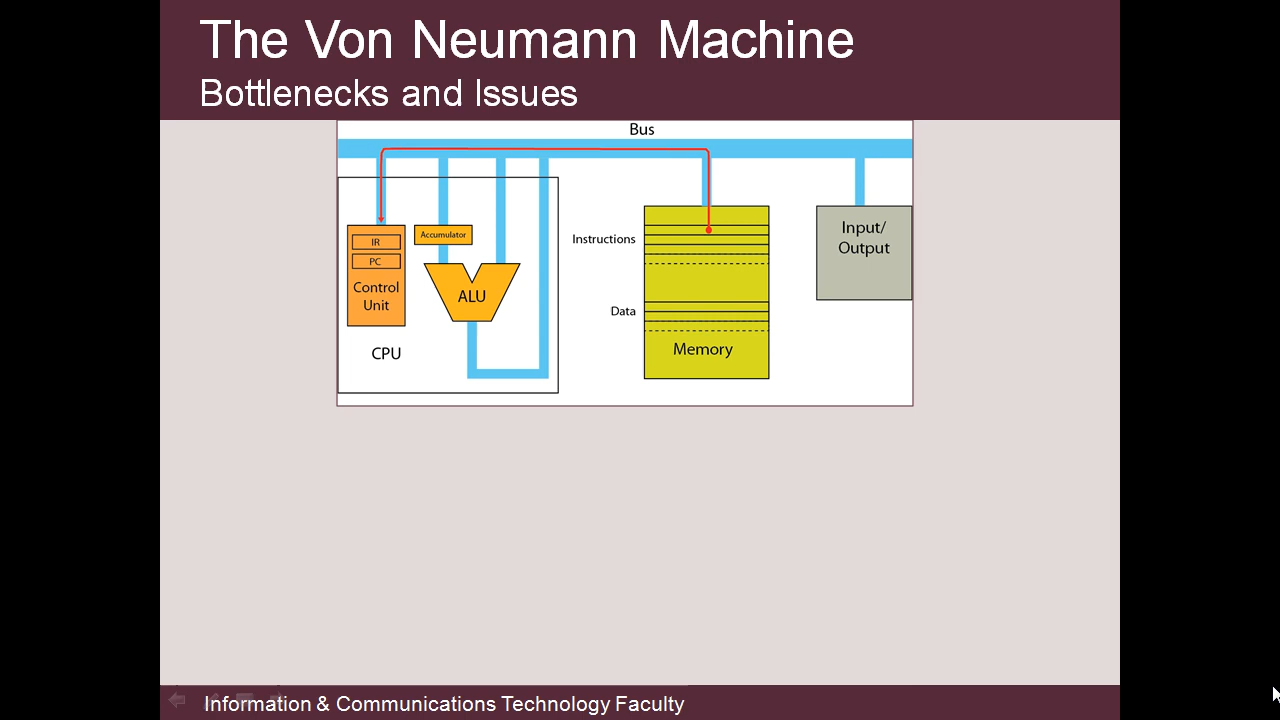 The Von Neumann Machine
Bottlenecks and Issues
Bus
IR
PC
Control
Unit
Accumulator
ALU
CPU
Instructions
Data
Memory
Input/
Output
Information & Communications Technology Faculty